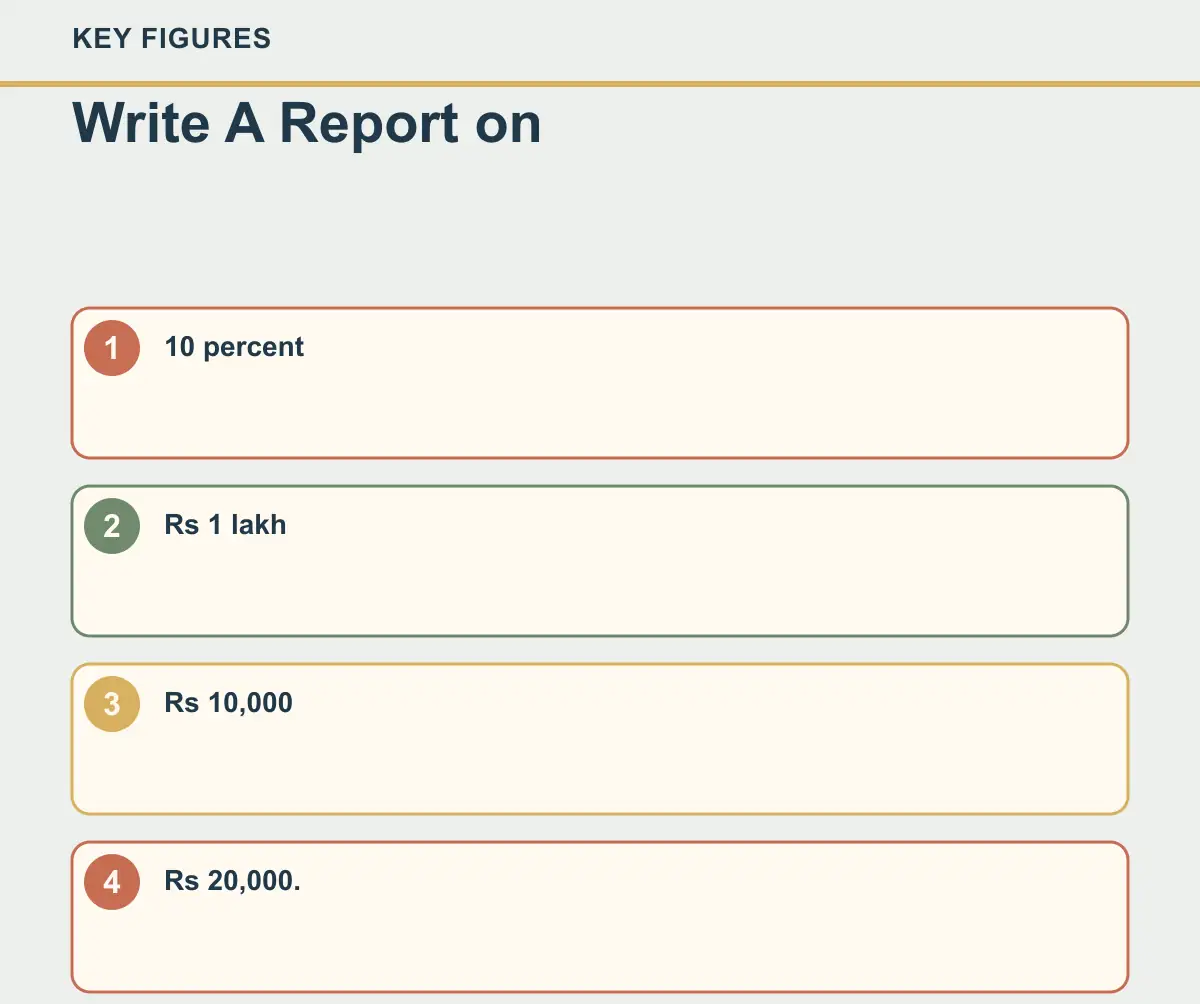 KEY FIGURES
Write A Report on
1 10 percent
2 Rs 1 lakh
3 Rs 10,000
4 Rs 20,000.